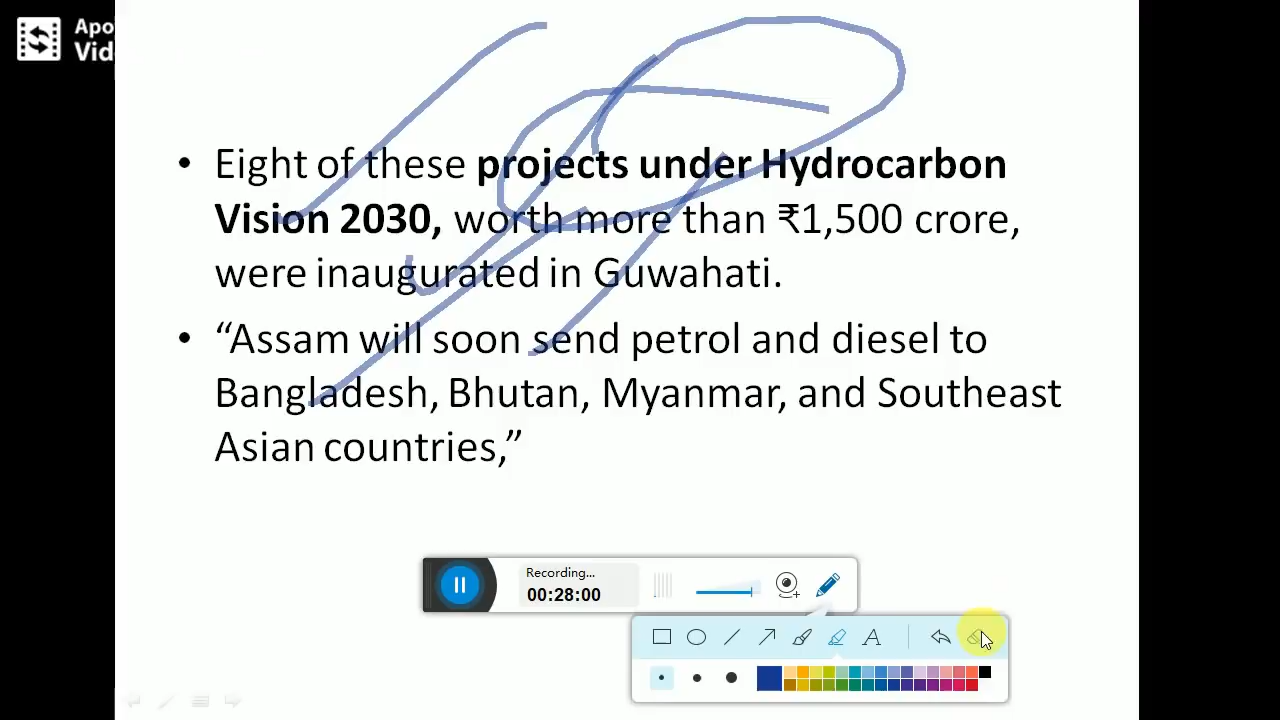 Apo
Vid
• Eight of these projects under Hydrocarbon
Vision 2030, worth more than ₹1,500 crore,
were inaugurated in Guwahati.
• “Assam will soon send petrol and diesel to
Bangladesh, Bhutan, Myanmar, and Southeast
Asian countries,”
Recording...
00:28:00
A